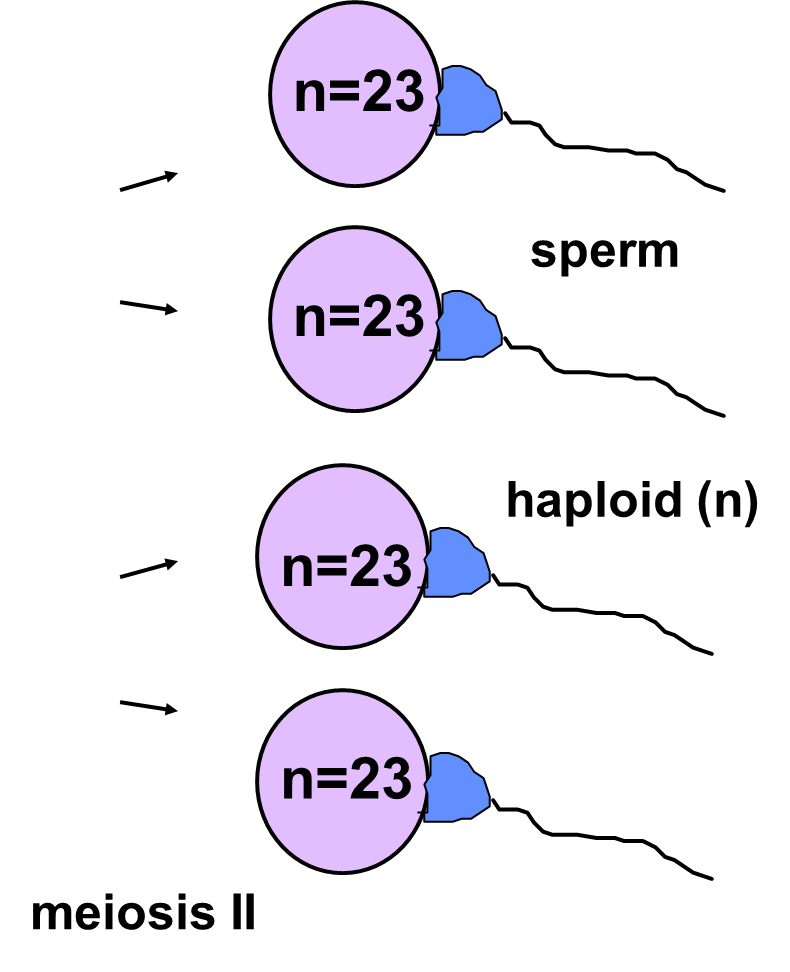 n=23
n=23
sperm
haploid (n)
n=23
n=23
meiosis II